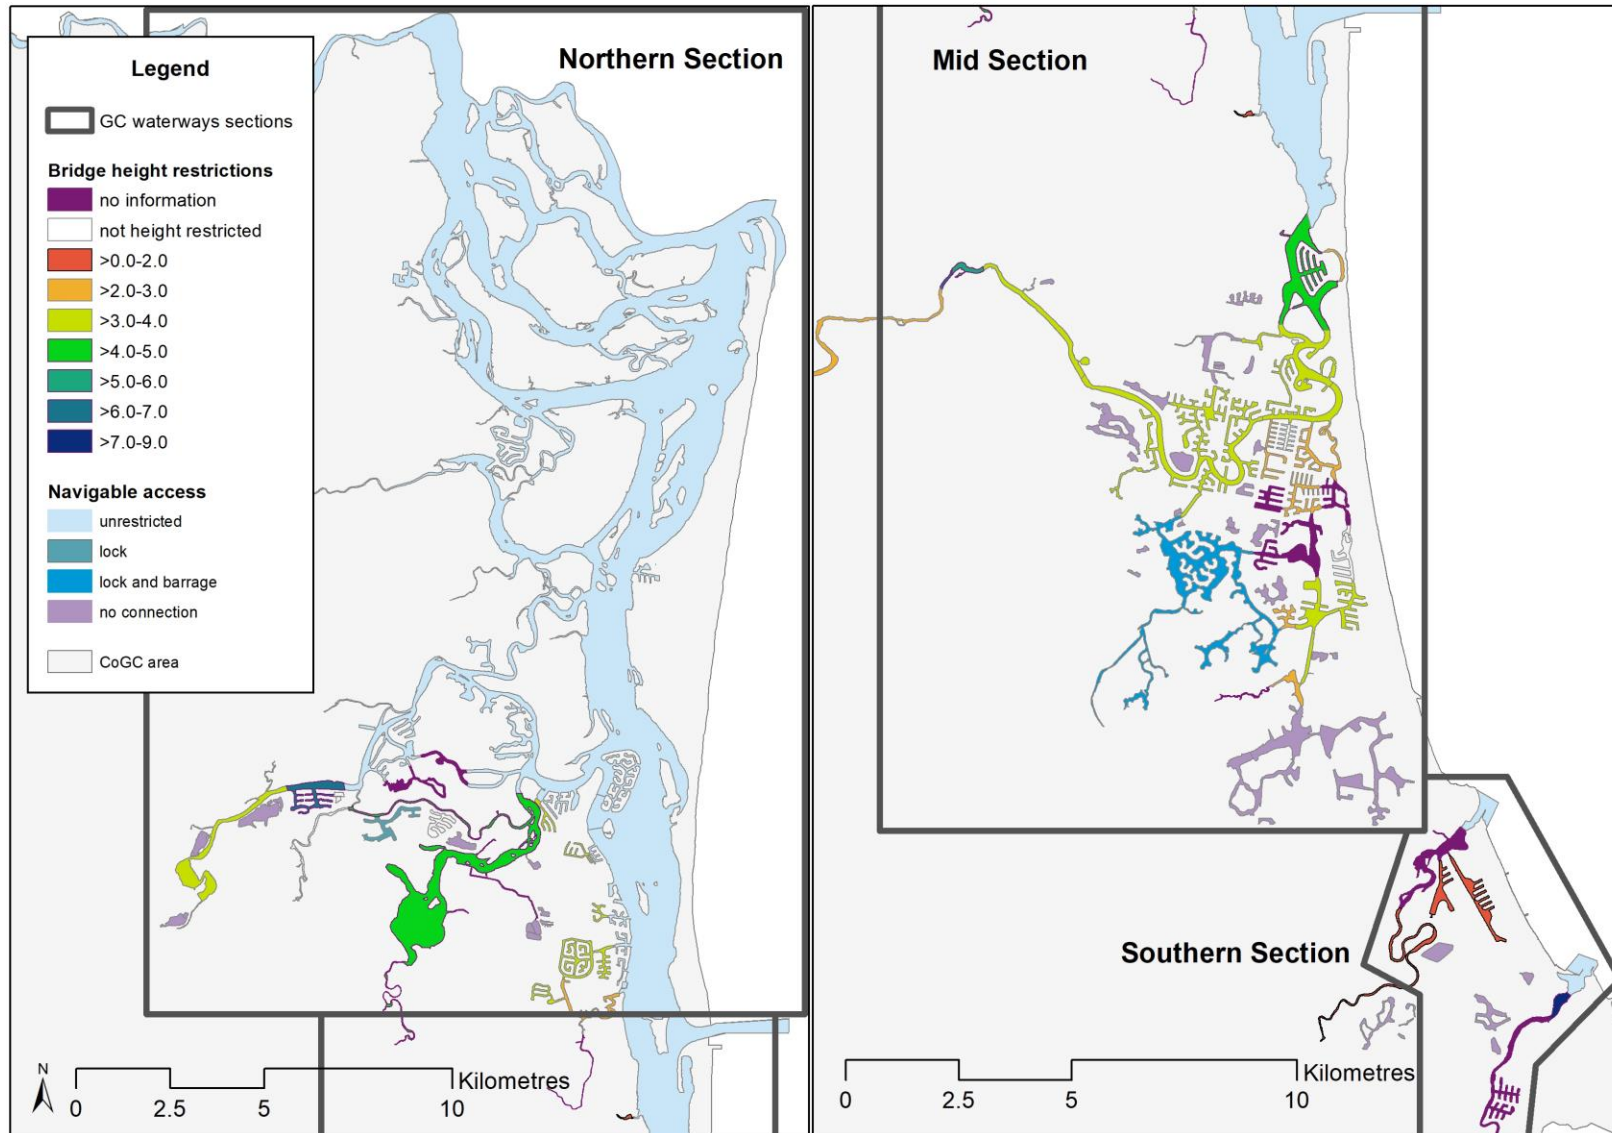 Legend
GC waterways sections
Bridge height restrictions
no information
not height restricted
>0.0-2.0
>2.0-3.0
>3.0-4.0
>4.0-5.0
>5.0-6.0
>6.0-7.0
>7.0-9.0
Navigable access
unrestricted
lock
lock and barrage
no connection
CoGC area
Northern Section
N
Kilometres
0 2.5 5 10
Mid Section
Southern Section
Kilometres
0 2.5 5 10